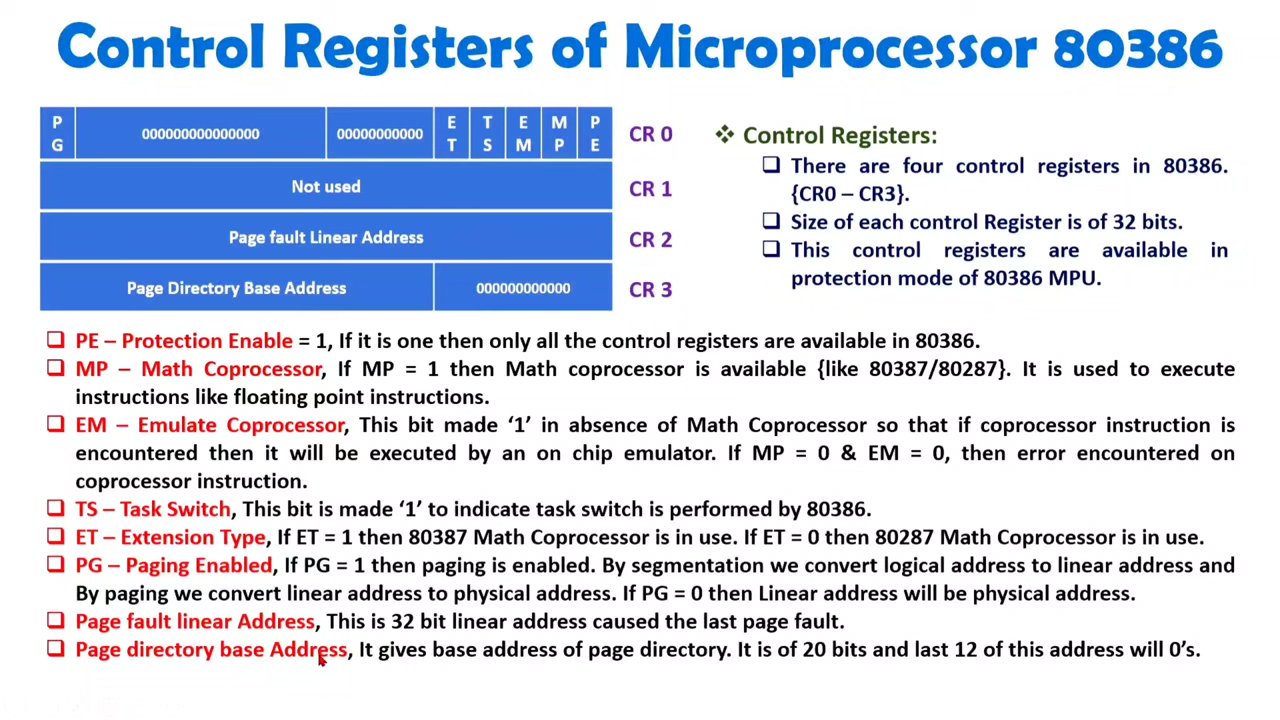 Control Registers of Microprocessor 80386
PG 00000000000000 00000000000 ET TS EM MP PE CR 0
Not used CR 1
Page fault Linear Address CR 2
Page Directory Base Address 000000000000 CR 3
❖ Control Registers:
❑ There are four control registers in 80386.
{CR0 – CR3}.
❑ Size of each control Register is of 32 bits.
❑ This control registers are available in
protection mode of 80386 MPU.
❑ PE – Protection Enable = 1, If it is one then only all the control registers are available in 80386.
❑ MP – Math Coprocessor, If MP = 1 then Math coprocessor is available {like 80387/80287}. It is used to execute
instructions like floating point instructions.
❑ EM – Emulate Coprocessor, This bit made ‘1’ in absence of Math Coprocessor so that if coprocessor instruction is
encountered then it will be executed by an on chip emulator. If MP = 0 & EM = 0, then error encountered on
coprocessor instruction.
❑ TS – Task Switch, This bit is made ‘1’ to indicate task switch is performed by 80386.
❑ ET – Extension Type, If ET = 1 then 80387 Math Coprocessor is in use. If ET = 0 then 80287 Math Coprocessor is in use.
❑ PG – Paging Enabled, If PG = 1 then paging is enabled. By segmentation we convert logical address to linear address and
By paging we convert linear address to physical address. If PG = 0 then Linear address will be physical address.
❑ Page fault linear Address, This is 32 bit linear address caused the last page fault.
❑ Page directory base Address, It gives base address of page directory. It is of 20 bits and last 12 of this address will 0’s.